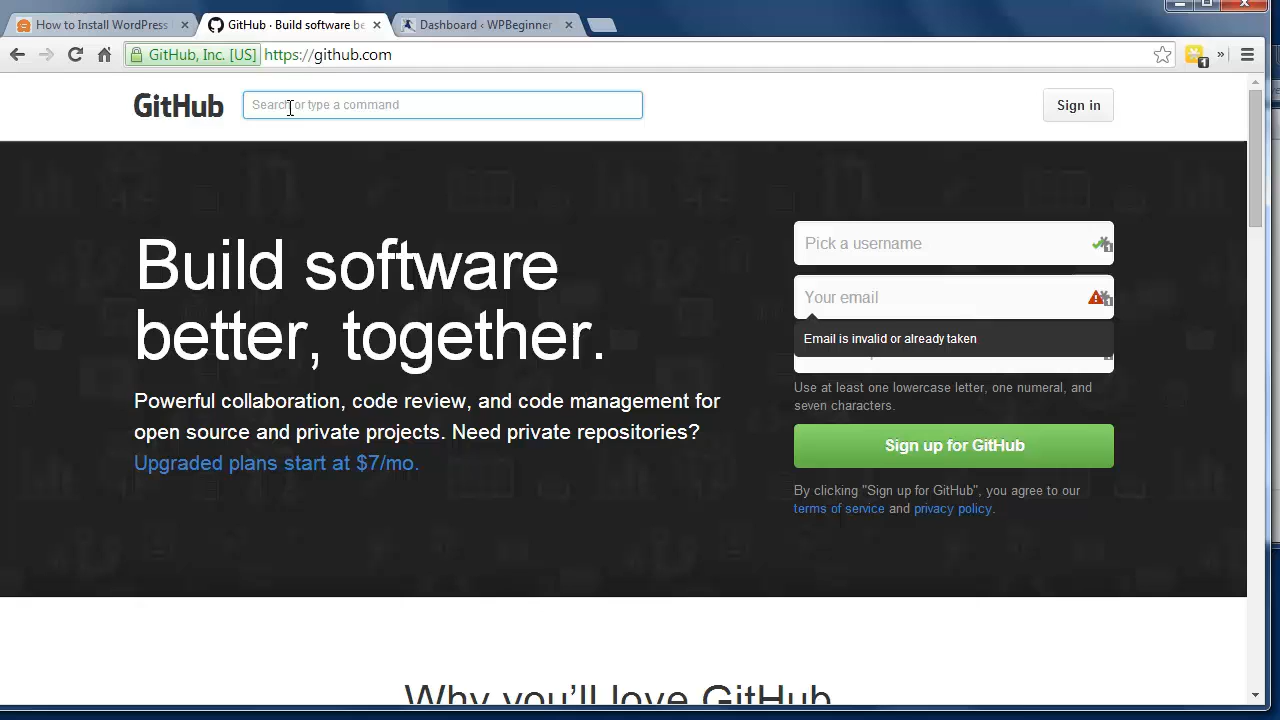 How to Install WordPress
GitHub · Build software be
Dashboard ‹ WPBeginner
GitHub, Inc. [US]
https://github.com
1
»
GitHub
Search or type a command
Sign in
Build software
better, together.
Powerful collaboration, code review, and code management for
open source and private projects. Need private repositories?
Upgraded plans start at $7/mo.
Pick a username
1
Your email
1
Email is invalid or already taken
Use at least one lowercase letter, one numeral, and
seven characters.
Sign up for GitHub
By clicking "Sign up for GitHub", you agree to our
terms of service and privacy policy.
Why you'll love GitHub